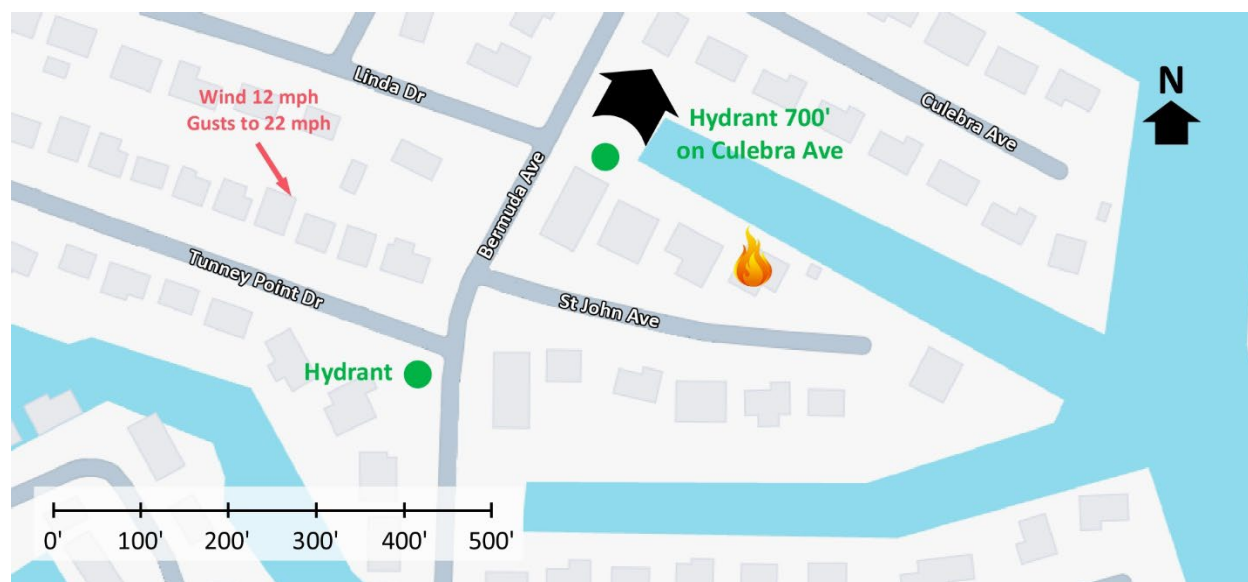 Linda Dr
Wind 12 mph
Gusts to 22 mph
N
Culebra Ave
Hydrant 700'
on Culebra Ave
Bermuda Ave
Tunney Point Dr
St John Ave
Hydrant
0' 100' 200' 300' 400' 500'